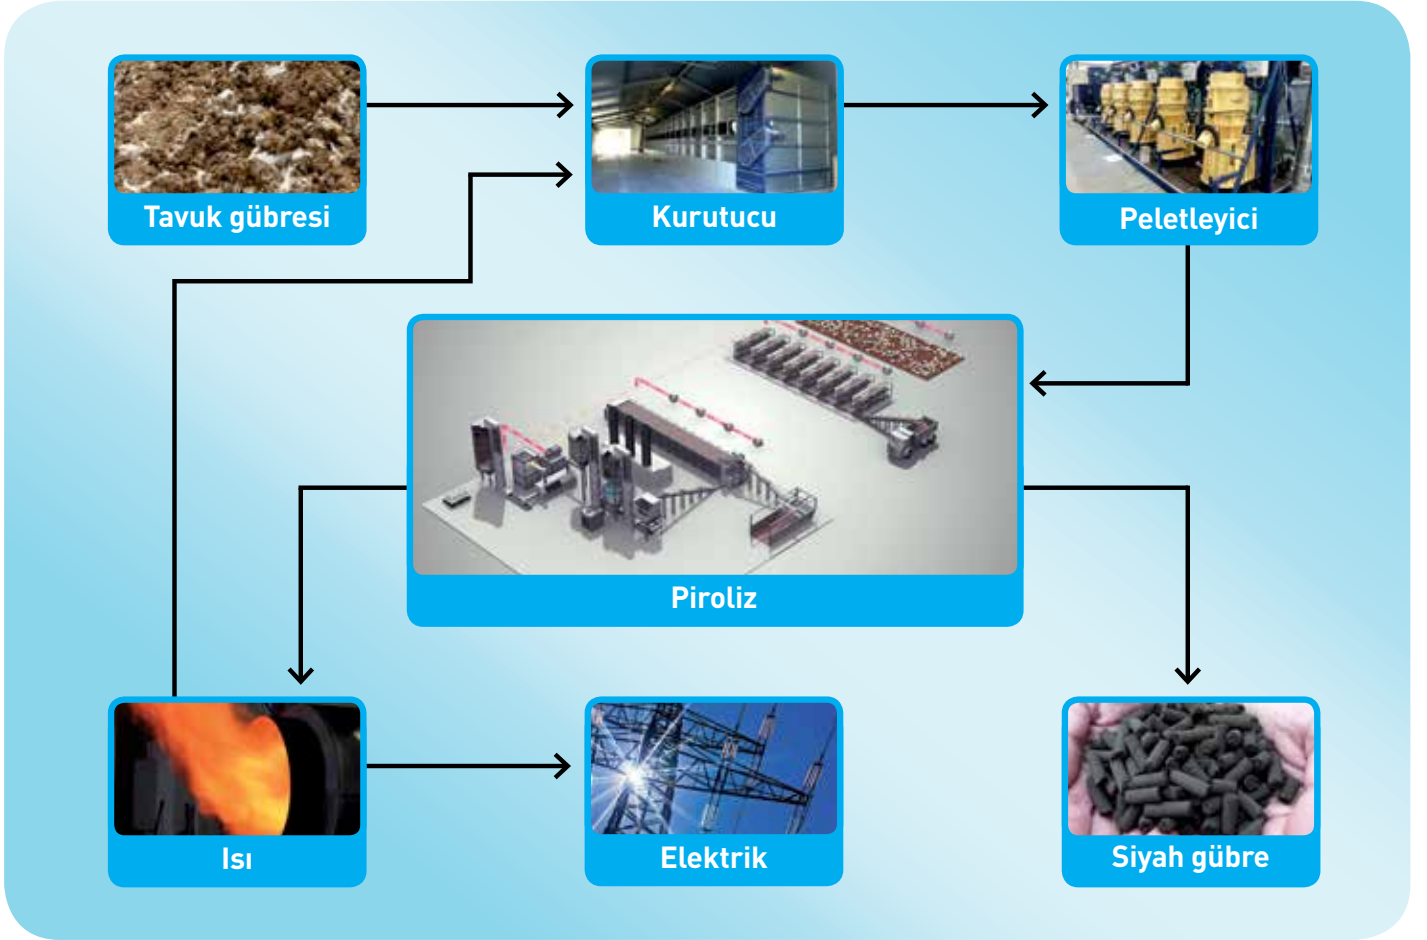 Tavuk gübresi
Kurutucu
Peletleyici
Piroliz
Isı
Elektrik
Siyah gübre